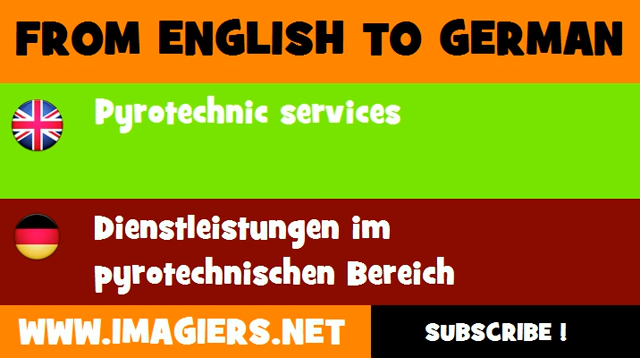 FROM ENGLISH TO GERMAN
Pyrotechnic services
Dienstleistungen im
pyrotechnischen Bereich
WWW.IMAGIERS.NET
SUBSCRIBE !